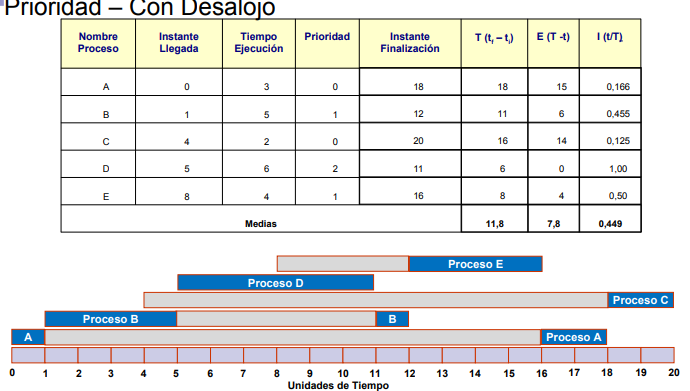 Prioridad – Con Desalojo
Nombre Proceso Instante Llegada Tiempo Ejecución Prioridad Instante Finalización T (tf – ti) E (T -t) I (t/T)
A 0 3 0 18 18 15 0,166
B 1 5 1 12 11 6 0,455
C 4 2 0 20 16 14 0,125
D 5 6 2 11 6 0 1,00
E 8 4 1 16 8 4 0,50
Medias 11,8 7,8 0,449
Proceso E
Proceso D
Proceso C
Proceso B B
A Proceso A
0 1 2 3 4 5 6 7 8 9 10 11 12 13 14 15 16 17 18 19 20
Unidades de Tiempo